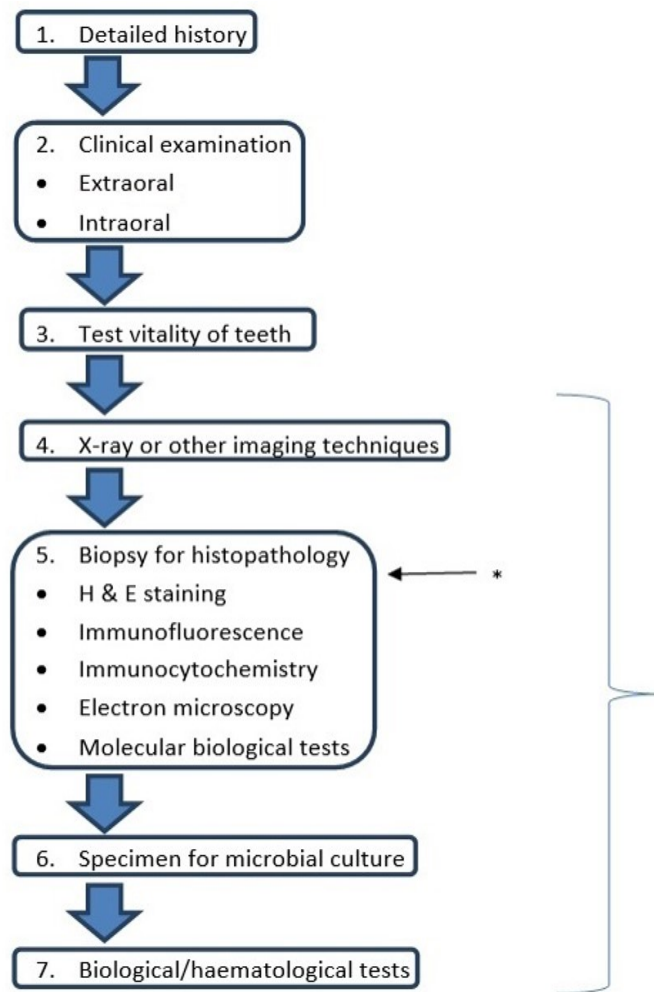 1. Detailed history
2. Clinical examination
• Extraoral
• Intraoral
3. Test vitality of teeth
4. X-ray or other imaging techniques
5. Biopsy for histopathology
*
• H & E staining
• Immunofluorescence
• Immunocytochemistry
• Electron microscopy
• Molecular biological tests
6. Specimen for microbial culture
7. Biological/haematological tests